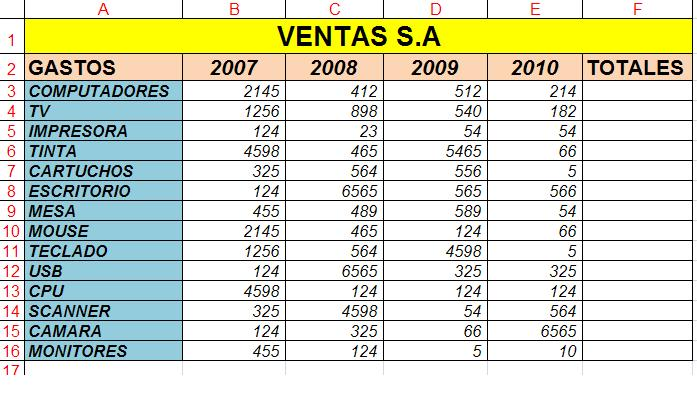 A B C D E F
1 VENTAS S.A
2 GASTOS 2007 2008 2009 2010 TOTALES
3 COMPUTADORES 2145 412 512 214
4 TV 1256 898 540 182
5 IMPRESORA 124 23 54 54
6 TINTA 4598 465 5465 66
7 CARTUCHOS 325 564 556 5
8 ESCRITORIO 124 6565 565 566
9 MESA 455 489 589 54
10 MOUSE 2145 465 124 66
11 TECLADO 1256 564 4598 5
12 USB 124 6565 325 325
13 CPU 4598 124 124 124
14 SCANNER 325 4598 54 564
15 CAMARA 124 325 66 6565
16 MONITORES 455 124 5 10
17